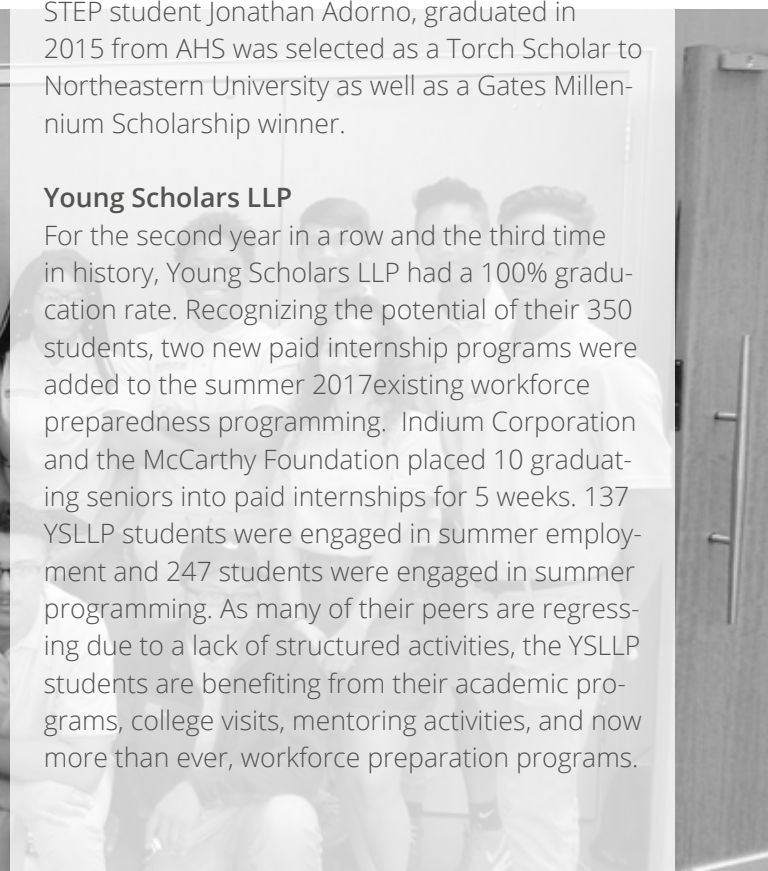 STEP student Jonathan Adorno, graduated in
2015 from AHS was selected as a Torch Scholar to
Northeastern University as well as a Gates Millen-
nium Scholarship winner.
Young Scholars LLP
For the second year in a row and the third time
in history, Young Scholars LLP had a 100% gradu-
cation rate. Recognizing the potential of their 350
students, two new paid internship programs were
added to the summer 2017existing workforce
preparedness programming.  Indium Corporation
and the McCarthy Foundation placed 10 graduat-
ing seniors into paid internships for 5 weeks. 137
YSLLP students were engaged in summer employ-
ment and 247 students were engaged in summer
programming. As many of their peers are regress-
ing due to a lack of structured activities, the YSLLP
students are benefiting from their academic pro-
grams, college visits, mentoring activities, and now
more than ever, workforce preparation programs.